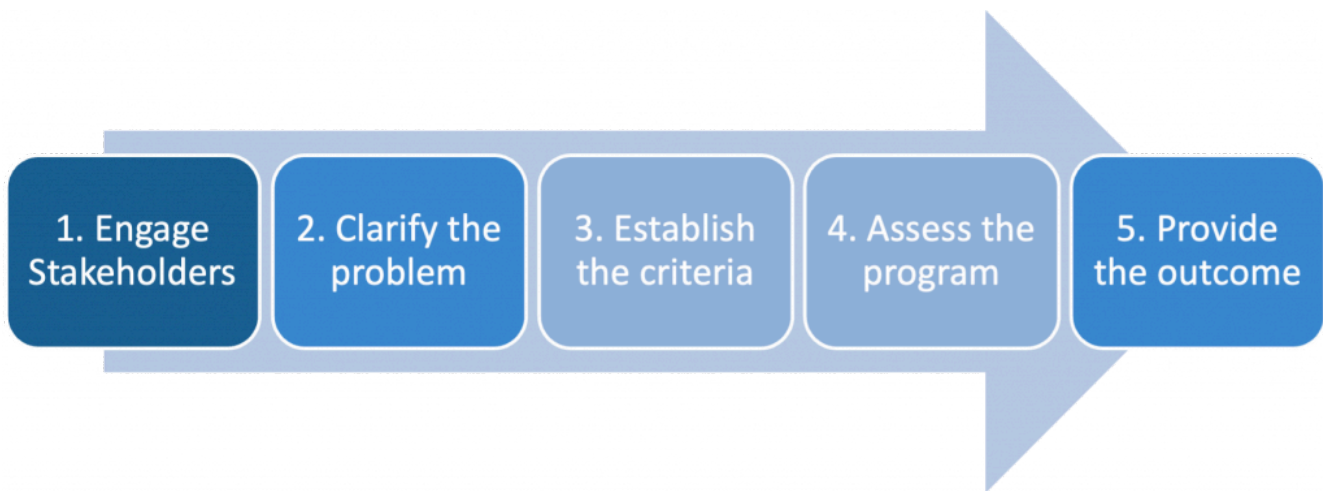 1. Engage
Stakeholders
2. Clarify the
problem
3. Establish
the criteria
4. Assess the
program
5. Provide
the outcome